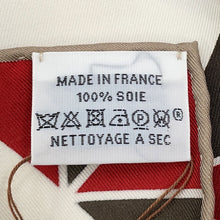 MADE IN FRANCE
100% SOIE
NETTOYAGE A SEC